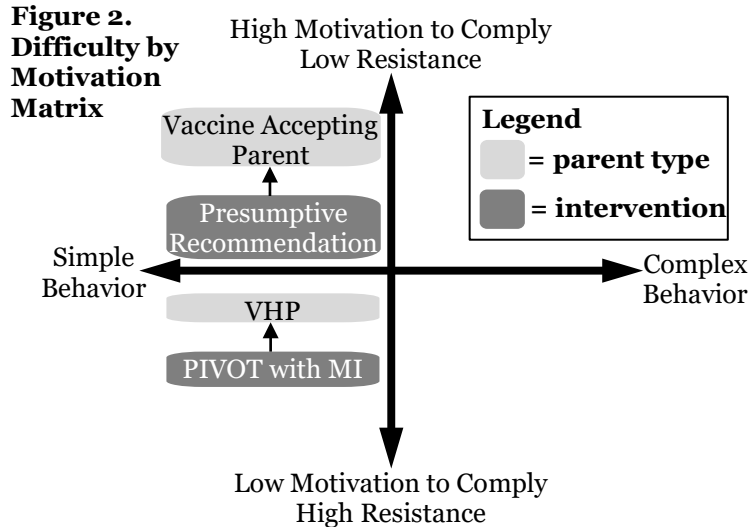 Figure 2.
Difficulty by
Motivation
Matrix
High Motivation to Comply
Low Resistance
Vaccine Accepting
Parent
Legend
= parent type
= intervention
Presumptive
Recommendation
Simple
Behavior
Complex
Behavior
VHP
PIVOT with MI
Low Motivation to Comply
High Resistance